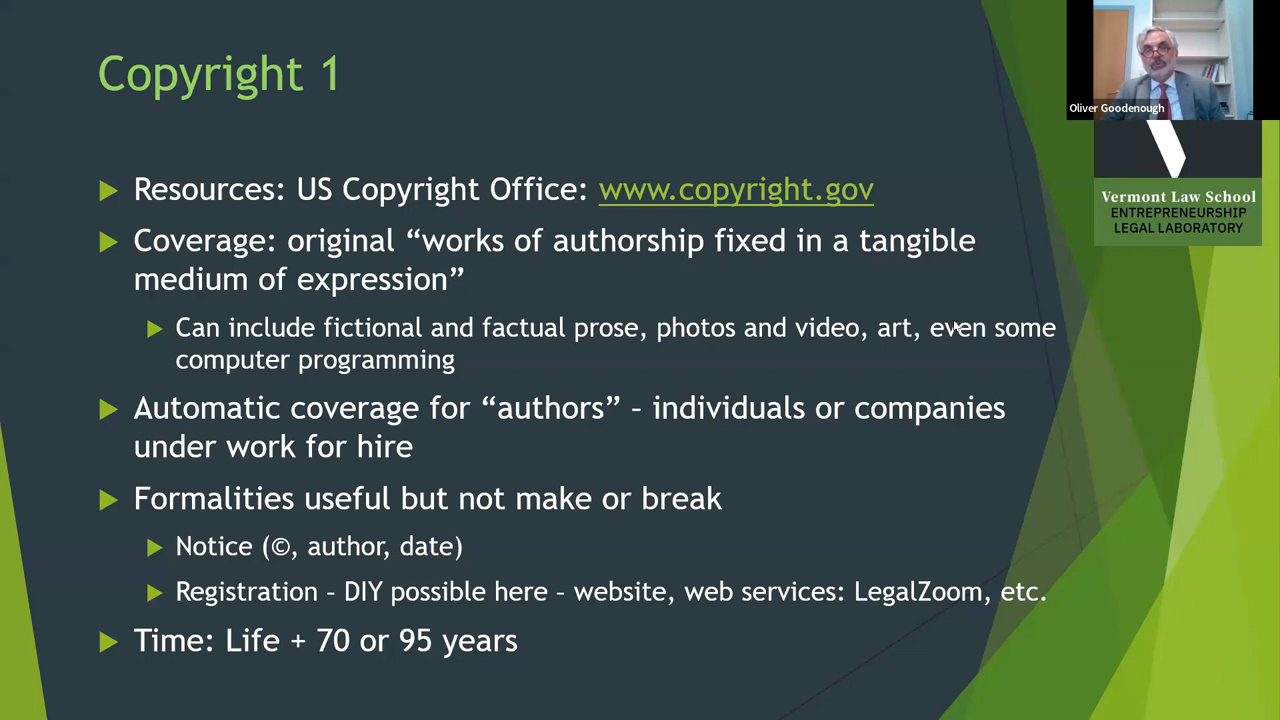 Copyright 1
Resources: US Copyright Office: www.copyright.gov
Coverage: original “works of authorship fixed in a tangible
medium of expression”
Can include fictional and factual prose, photos and video, art, even some
computer programming
Automatic coverage for “authors” – individuals or companies
under work for hire
Formalities useful but not make or break
Notice (©, author, date)
Registration – DIY possible here – website, web services: LegalZoom, etc.
Time: Life + 70 or 95 years
Oliver Goodenough
Vermont Law School
ENTREPRENEURSHIP
LEGAL LABORATORY